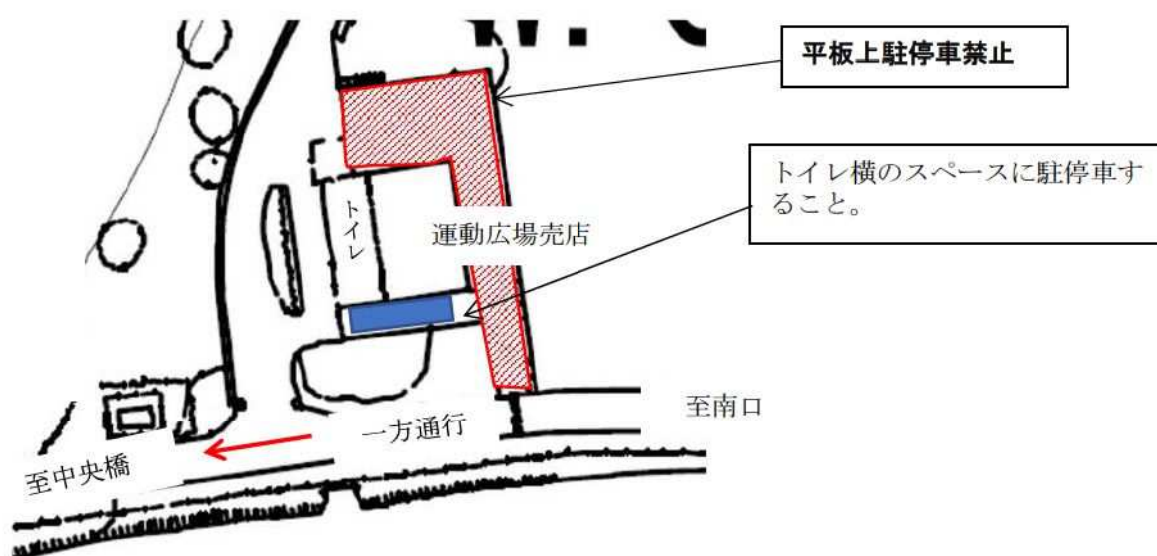 平板上駐停車禁止
トイレ横のスペースに駐停車す
ること。
トイレ
運動広場売店
至南口
一方通行
至中央橋